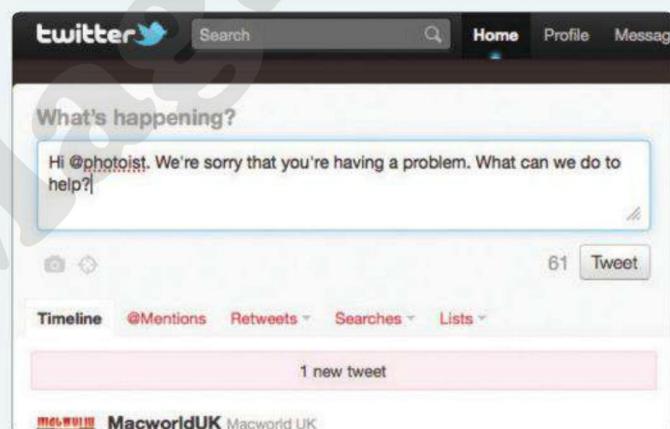 twitter Search Home Profile Messag
What's happening?
Hi @photoist. We're sorry that you're having a problem. What can we do to
help?
61 Tweet
Timeline @Mentions Retweets Searches Lists
1 new tweet
MacworldUK Macworld UK